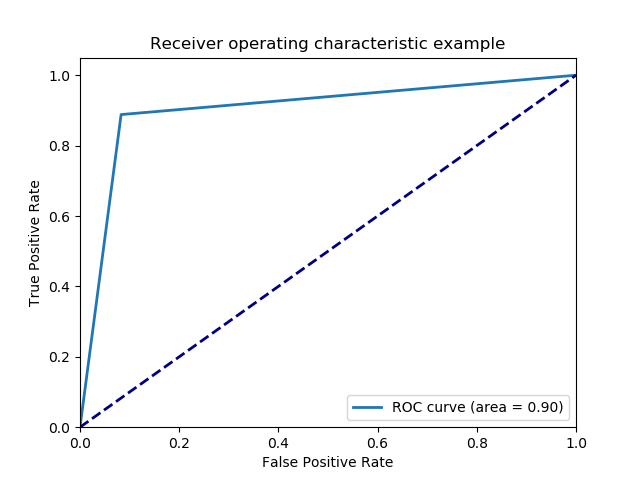 Receiver operating characteristic example
1.0
0.8
0.6
0.4
0.2
0.0
True Positive Rate
ROC curve (area = 0.90)
0.0 0.2 0.4 0.6 0.8 1.0
False Positive Rate